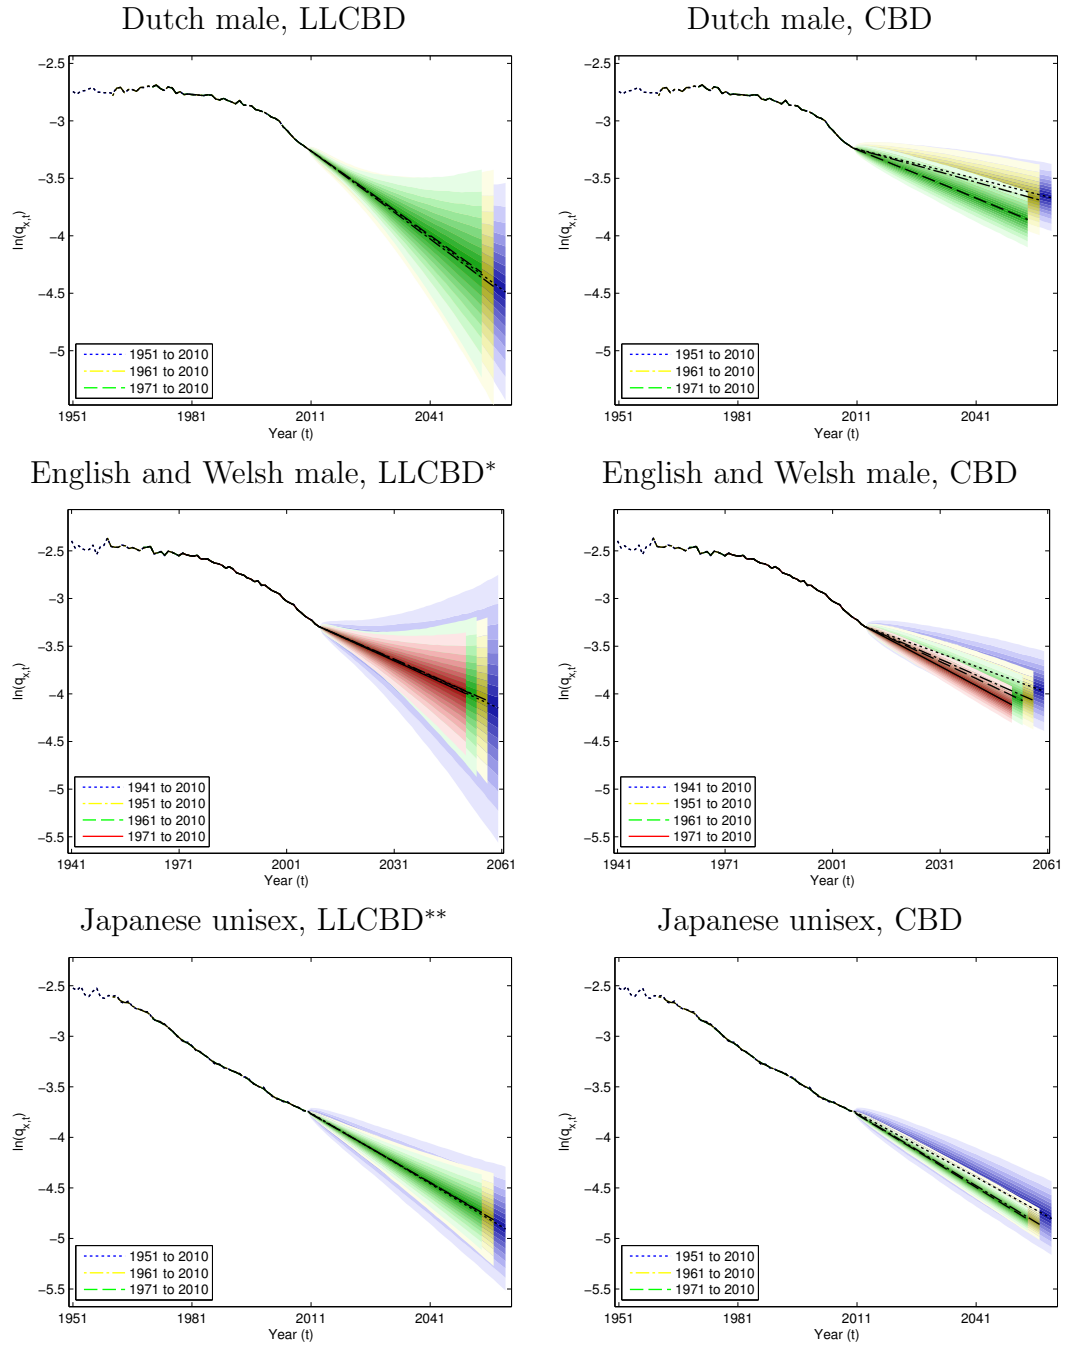 Dutch male, LLCBD
−2.5
−3
−3.5
−4
−4.5
−5
ln(q_{x,t})
1951 to 2010
1961 to 2010
1971 to 2010
1951 1981 2011 2041
Year (t)
Dutch male, CBD
−2.5
−3
−3.5
−4
−4.5
−5
ln(q_{x,t})
1951 to 2010
1961 to 2010
1971 to 2010
1951 1981 2011 2041
Year (t)
English and Welsh male, LLCBD*
−2.5
−3
−3.5
−4
−4.5
−5
−5.5
ln(q_{x,t})
1941 to 2010
1951 to 2010
1961 to 2010
1971 to 2010
1941 1971 2001 2031 2061
Year (t)
English and Welsh male, CBD
−2.5
−3
−3.5
−4
−4.5
−5
−5.5
ln(q_{x,t})
1941 to 2010
1951 to 2010
1961 to 2010
1971 to 2010
1941 1971 2001 2031 2061
Year (t)
Japanese unisex, LLCBD**
−2.5
−3
−3.5
−4
−4.5
−5
−5.5
ln(q_{x,t})
1951 to 2010
1961 to 2010
1971 to 2010
1951 1981 2011 2041
Year (t)
Japanese unisex, CBD
−2.5
−3
−3.5
−4
−4.5
−5
−5.5
ln(q_{x,t})
1951 to 2010
1961 to 2010
1971 to 2010
1951 1981 2011 2041
Year (t)